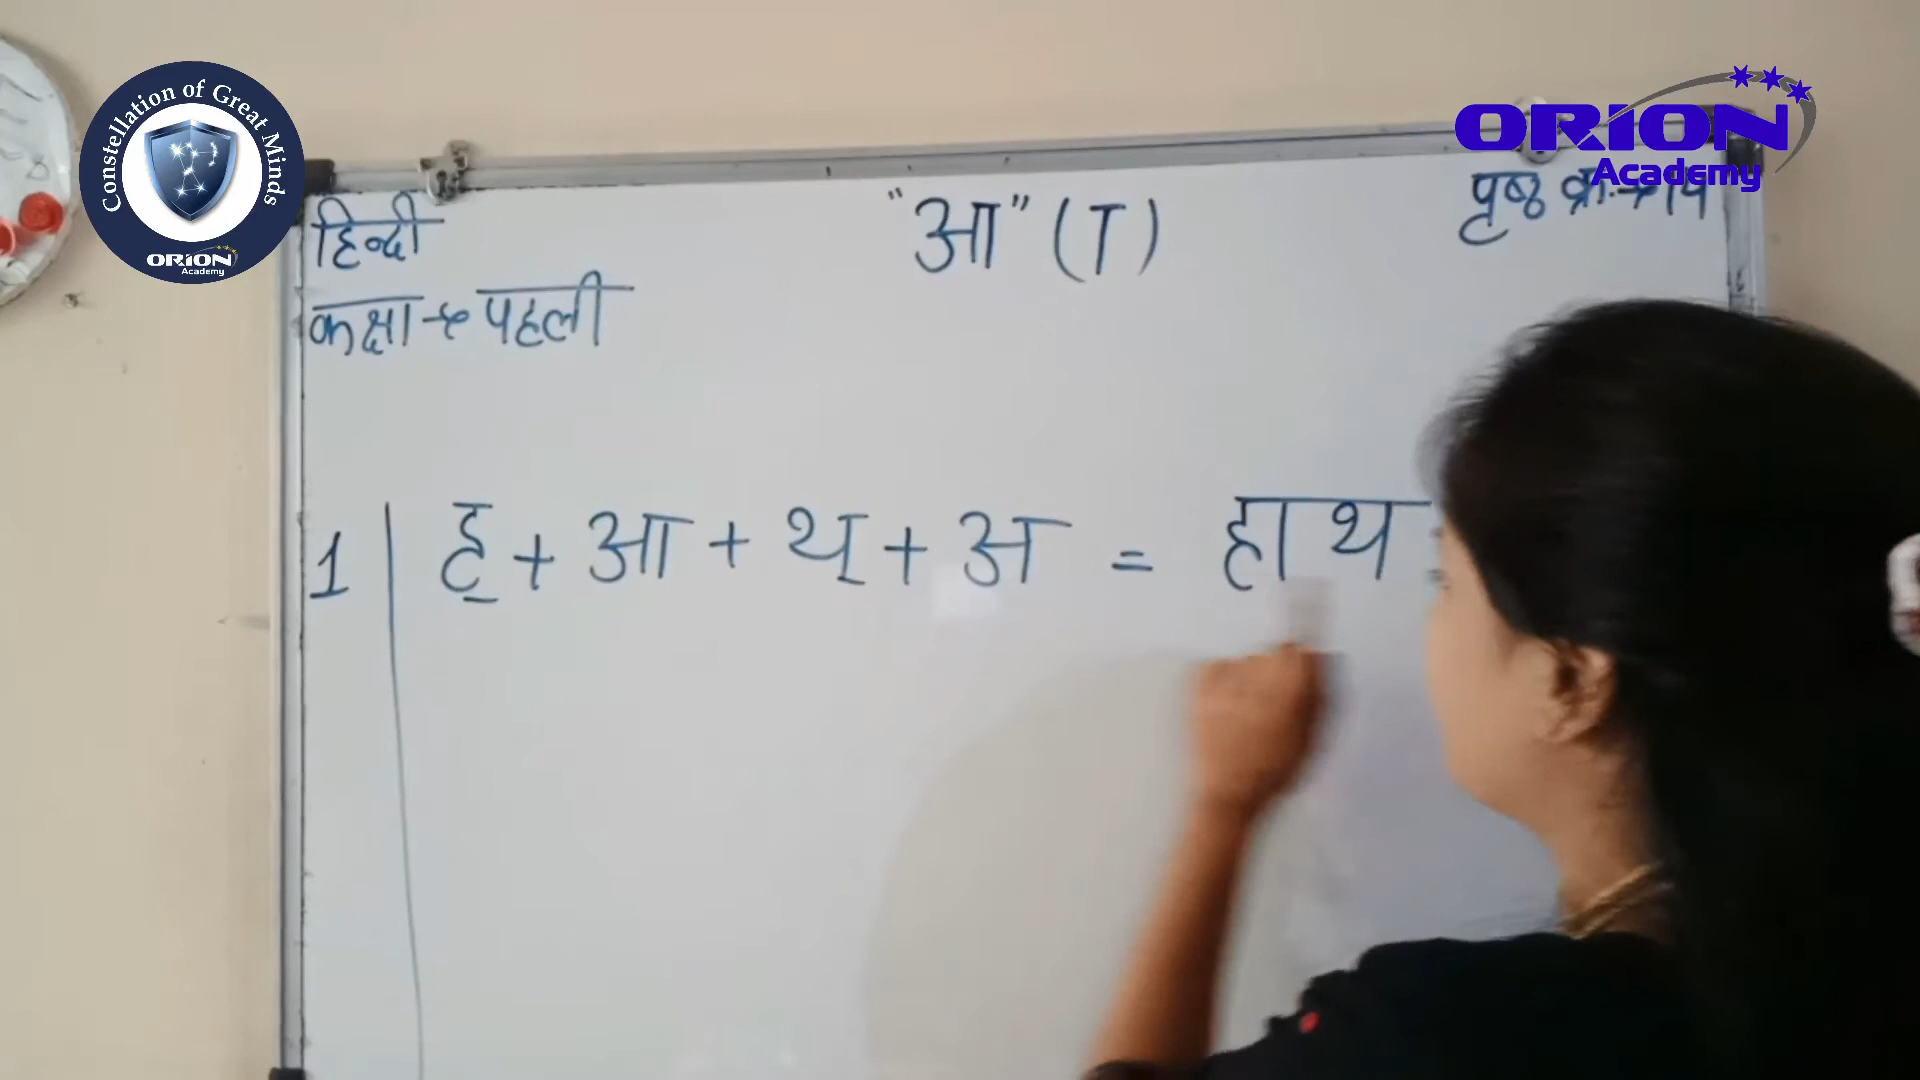 Constellation of Great Minds
ORION
Academy
ORION
Academy
हिन्दी
"आ" (ा)
पृष्ठ क्र.→
कक्षा → पहली
1 ह् + आ + थ् + अ = हाथ